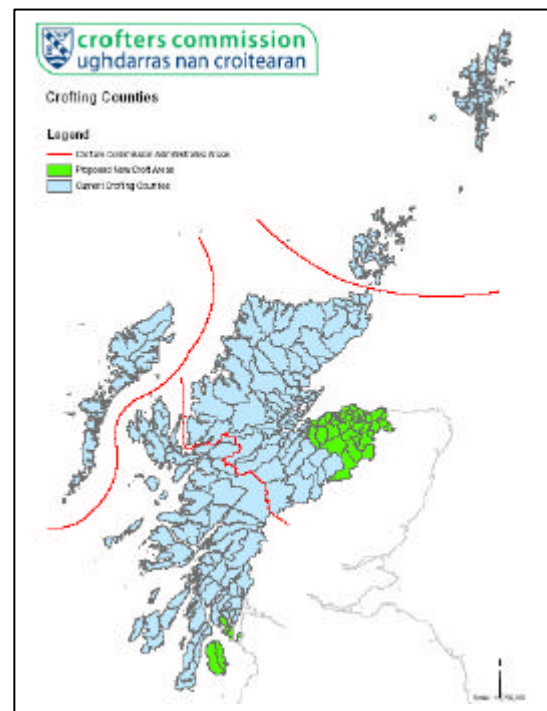 crofters commission
ughdarras nan croitearan
Crofting Counties
Legend
Crofters Commission Administrative Areas
Proposed New Croft Areas
Current Crofting Counties
Scale